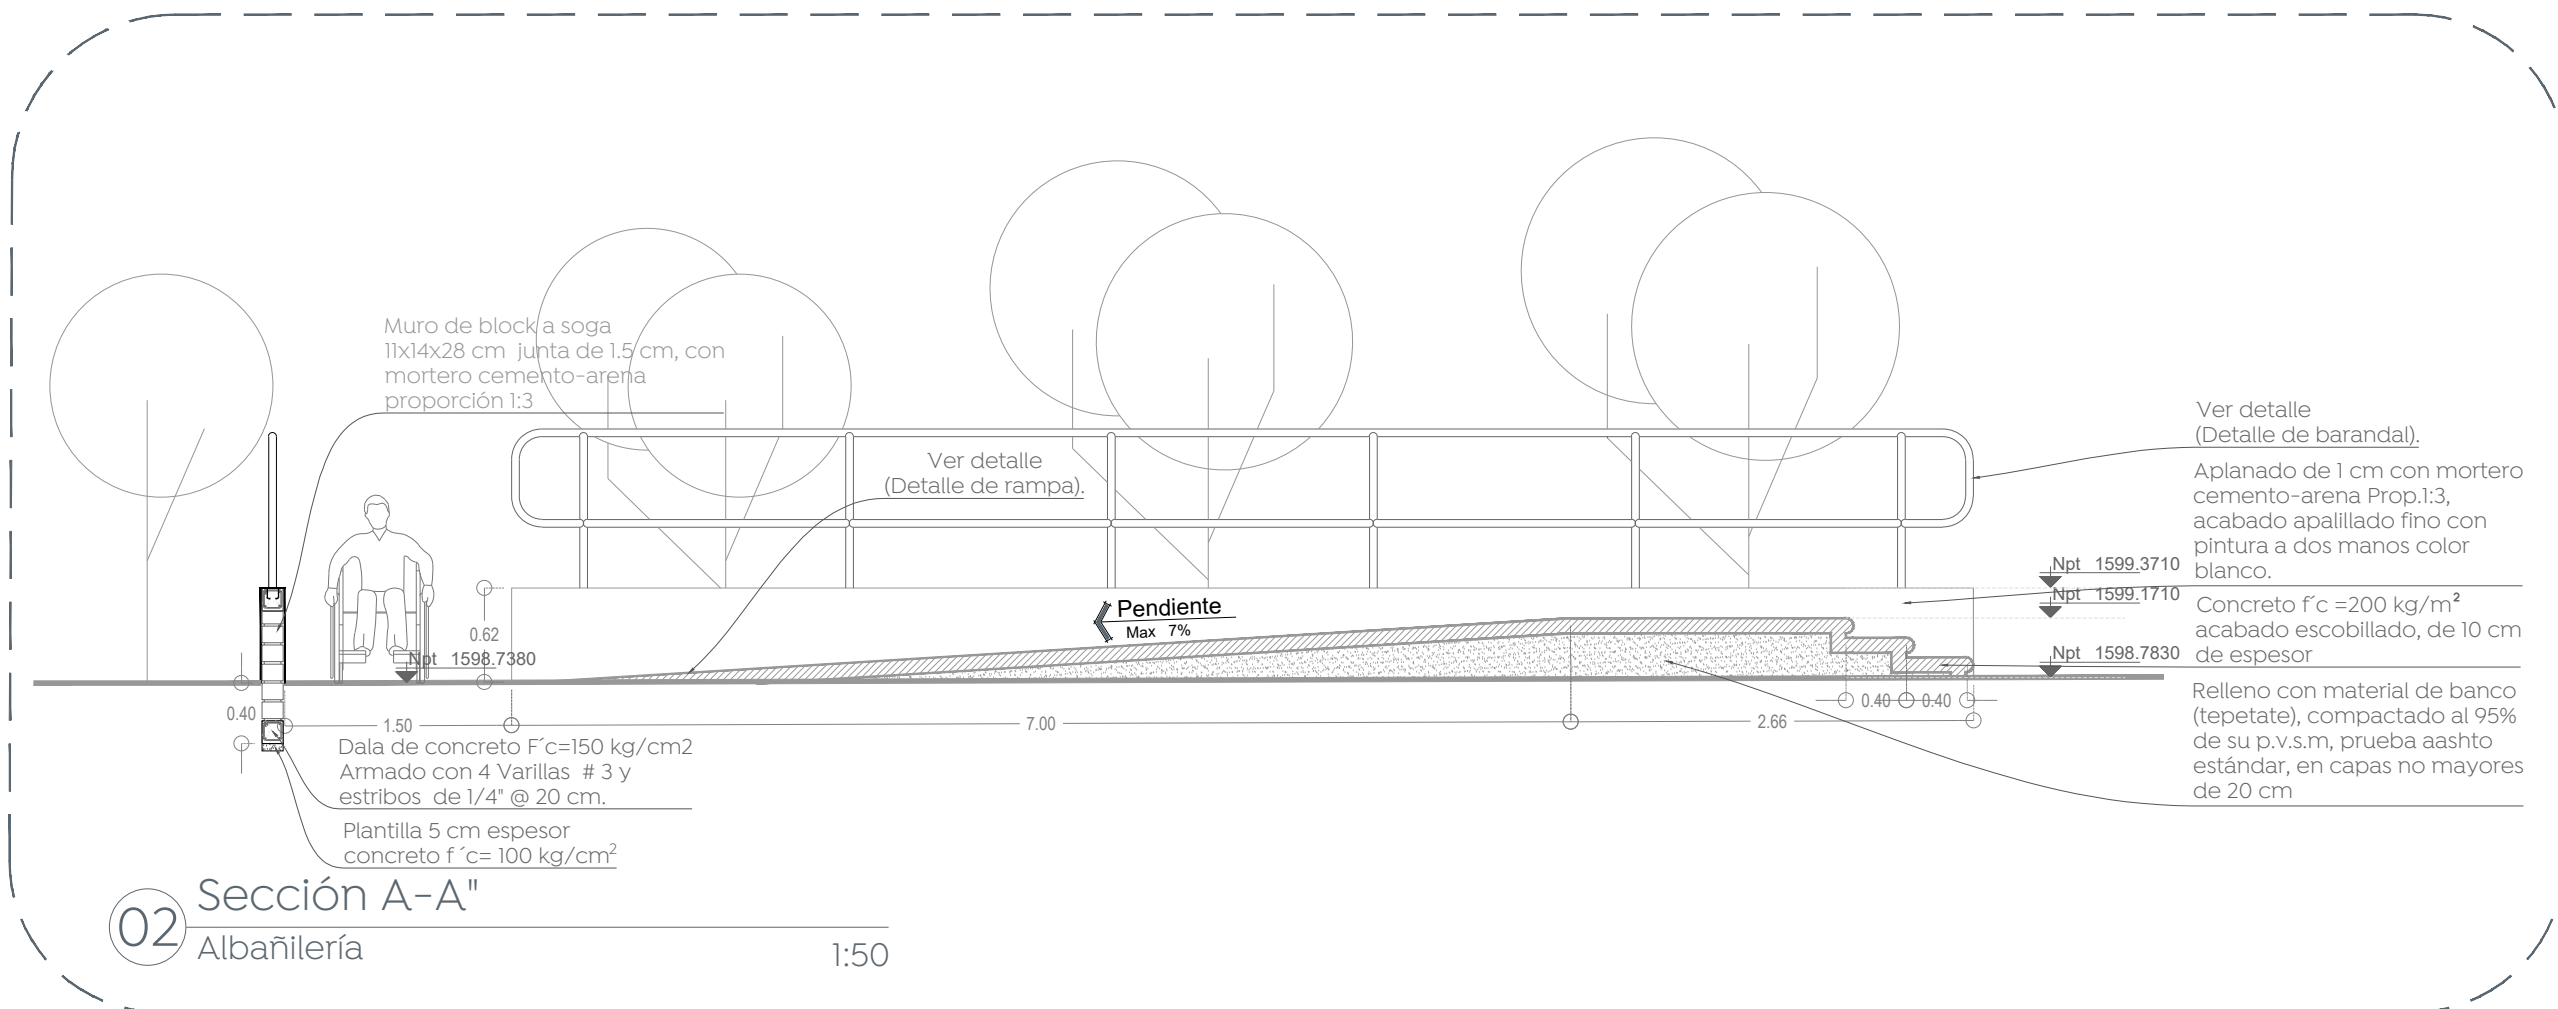 Muro de block a soga
11x14x28 cm junta de 1.5 cm, con
mortero cemento-arena
proporción 1:3
Ver detalle
(Detalle de rampa).
Ver detalle
(Detalle de barandal).
Aplanado de 1 cm con mortero
cemento-arena Prop.1:3,
acabado apalillado fino con
pintura a dos manos color
blanco.
Npt 1599.3710
Npt 1599.1710
Concreto f´c =200 kg/m²
acabado escobillado, de 10 cm
de espesor
Npt 1598.7830
Relleno con material de banco
(tepetate), compactado al 95%
de su p.v.s.m, prueba aashto
estándar, en capas no mayores
de 20 cm
Pendiente
Max 7%
0.62
Npt 1598.7380
0.40
1.50
7.00
2.66
0.40
0.40
Dala de concreto F´c=150 kg/cm2
Armado con 4 Varillas # 3 y
estribos de 1/4" @ 20 cm.
Plantilla 5 cm espesor
concreto f´c= 100 kg/cm²
02
Sección A-A"
Albañilería
1:50